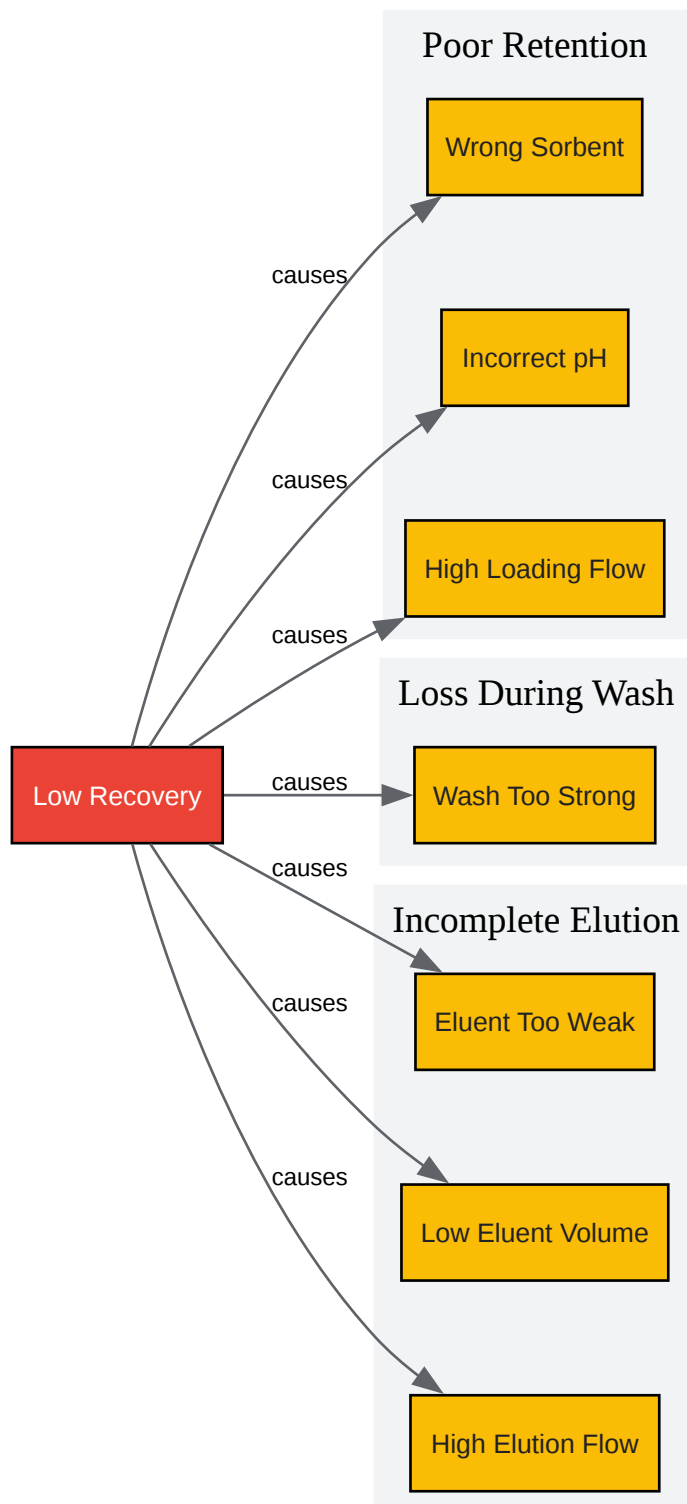 Poor Retention
Wrong Sorbent
causes
Incorrect pH
causes
High Loading Flow
causes
Loss During Wash
Low Recovery
causes
Wash Too Strong
causes
Incomplete Elution
Eluent Too Weak
causes
Low Eluent Volume
causes
High Elution Flow